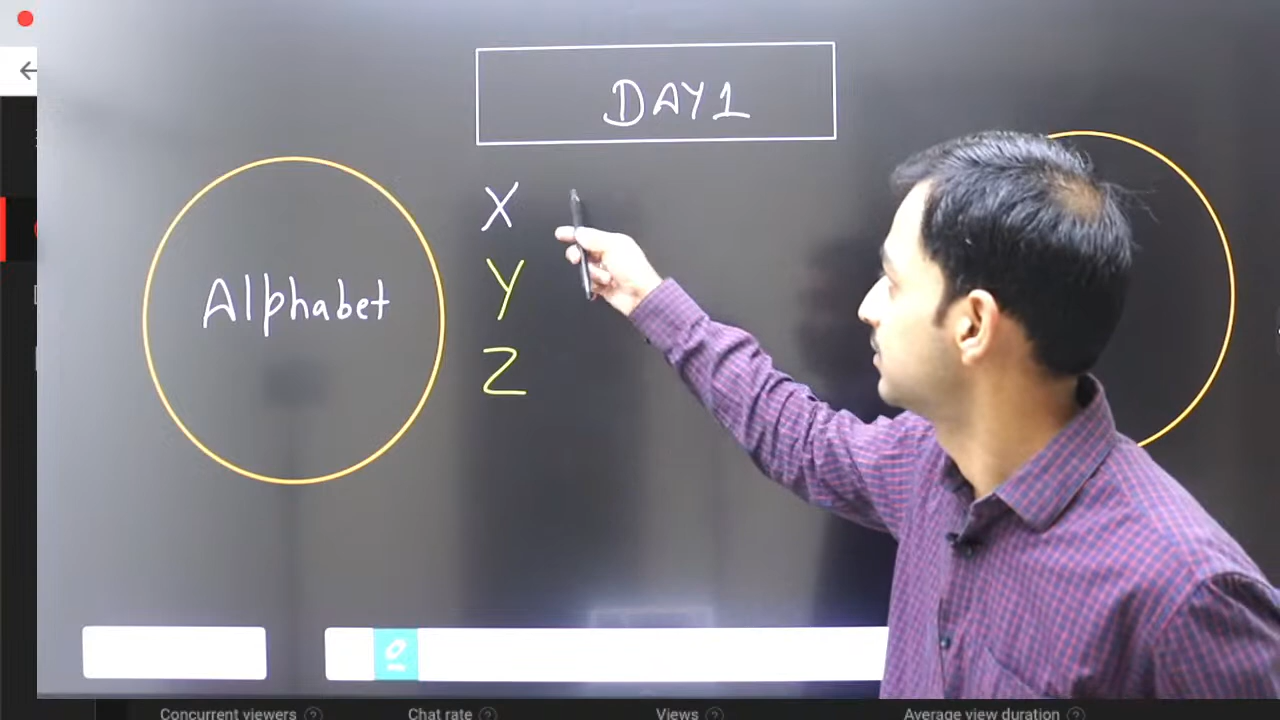 DAY1
Alphabet
X
Y
Z
Concurrent viewers
Chat rate
Views
Average view duration